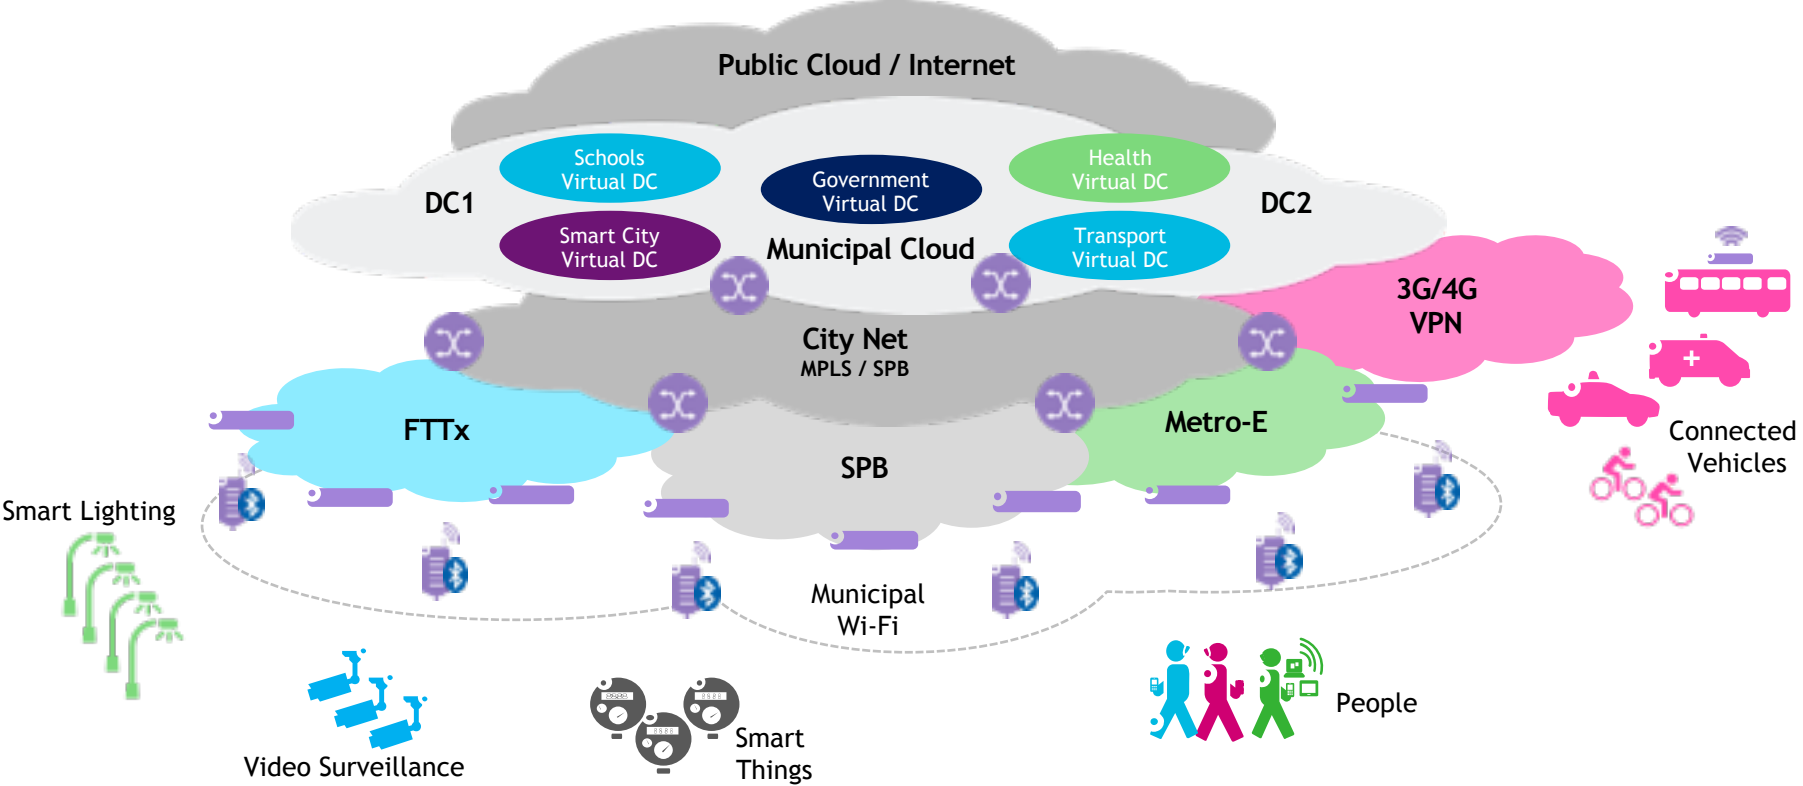 Public Cloud / Internet
Schools
Virtual DC
Health
Virtual DC
Government
Virtual DC
DC1
DC2
Smart City
Virtual DC
Municipal Cloud
Transport
Virtual DC
3G/4G
VPN
City Net
MPLS / SPB
FTTx
Metro-E
SPB
Connected
Vehicles
Smart Lighting
Municipal
Wi-Fi
People
Smart
Things
Video Surveillance